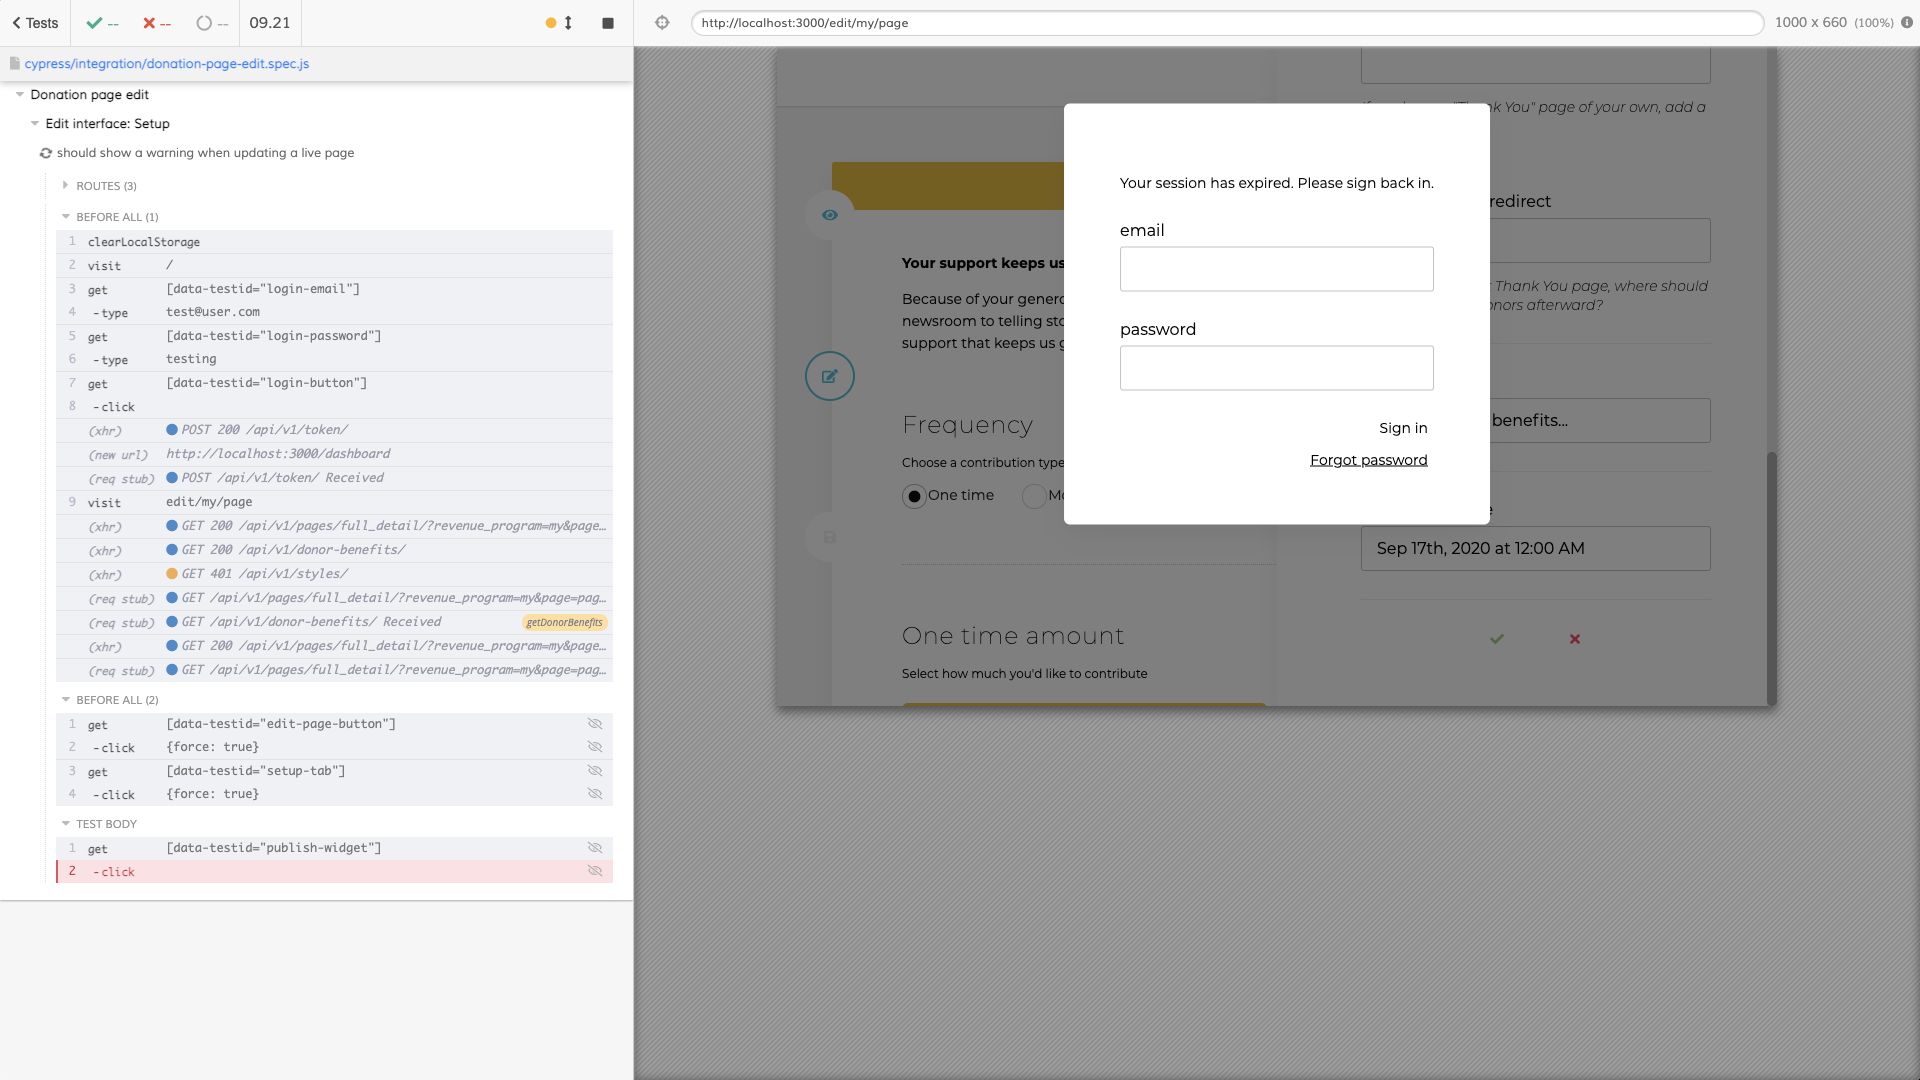 Tests
--
--
--
09.21
http://localhost:3000/edit/my/page
1000 x 660 (100%)
cypress/integration/donation-page-edit.spec.js
Donation page edit
Edit interface: Setup
should show a warning when updating a live page
ROUTES (3)
BEFORE ALL (1)
1 clearLocalStorage
2 visit /
3 get [data-testid="login-email"]
4 -type test@user.com
5 get [data-testid="login-password"]
6 -type testing
7 get [data-testid="login-button"]
8 -click
(xhr) POST 200 /api/v1/token/
(new url) http://localhost:3000/dashboard
(req stub) POST /api/v1/token/ Received
9 visit edit/my/page
(xhr) GET 200 /api/v1/pages/full_detail/?revenue_program=my&page…
(xhr) GET 200 /api/v1/donor-benefits/
(xhr) GET 401 /api/v1/styles/
(req stub) GET /api/v1/pages/full_detail/?revenue_program=my&page=pag…
(req stub) GET /api/v1/donor-benefits/ Received getDonorBenefits
(xhr) GET 200 /api/v1/pages/full_detail/?revenue_program=my&page…
(req stub) GET /api/v1/pages/full_detail/?revenue_program=my&page=pag…
BEFORE ALL (2)
1 get [data-testid="edit-page-button"]
2 -click {force: true}
3 get [data-testid="setup-tab"]
4 -click {force: true}
TEST BODY
1 get [data-testid="publish-widget"]
2 -click
Your support keeps us
Because of your genero
newsroom to telling sto
support that keeps us g
Frequency
Choose a contribution type
One time
Mo
One time amount
Select how much you'd like to contribute
Your session has expired. Please sign back in.
email
password
Sign in
Forgot password
"Thank You" page of your own, add a
redirect
Thank You page, where should
onors afterward?
benefits...
e
Sep 17th, 2020 at 12:00 AM